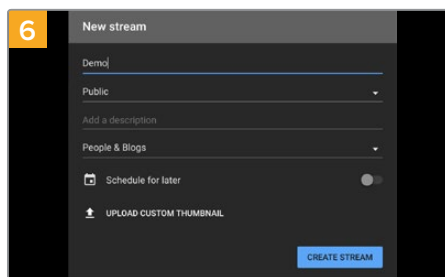 6
New stream
Demo
Public
Add a description
People & Blogs
Schedule for later
UPLOAD CUSTOM THUMBNAIL
CREATE STREAM